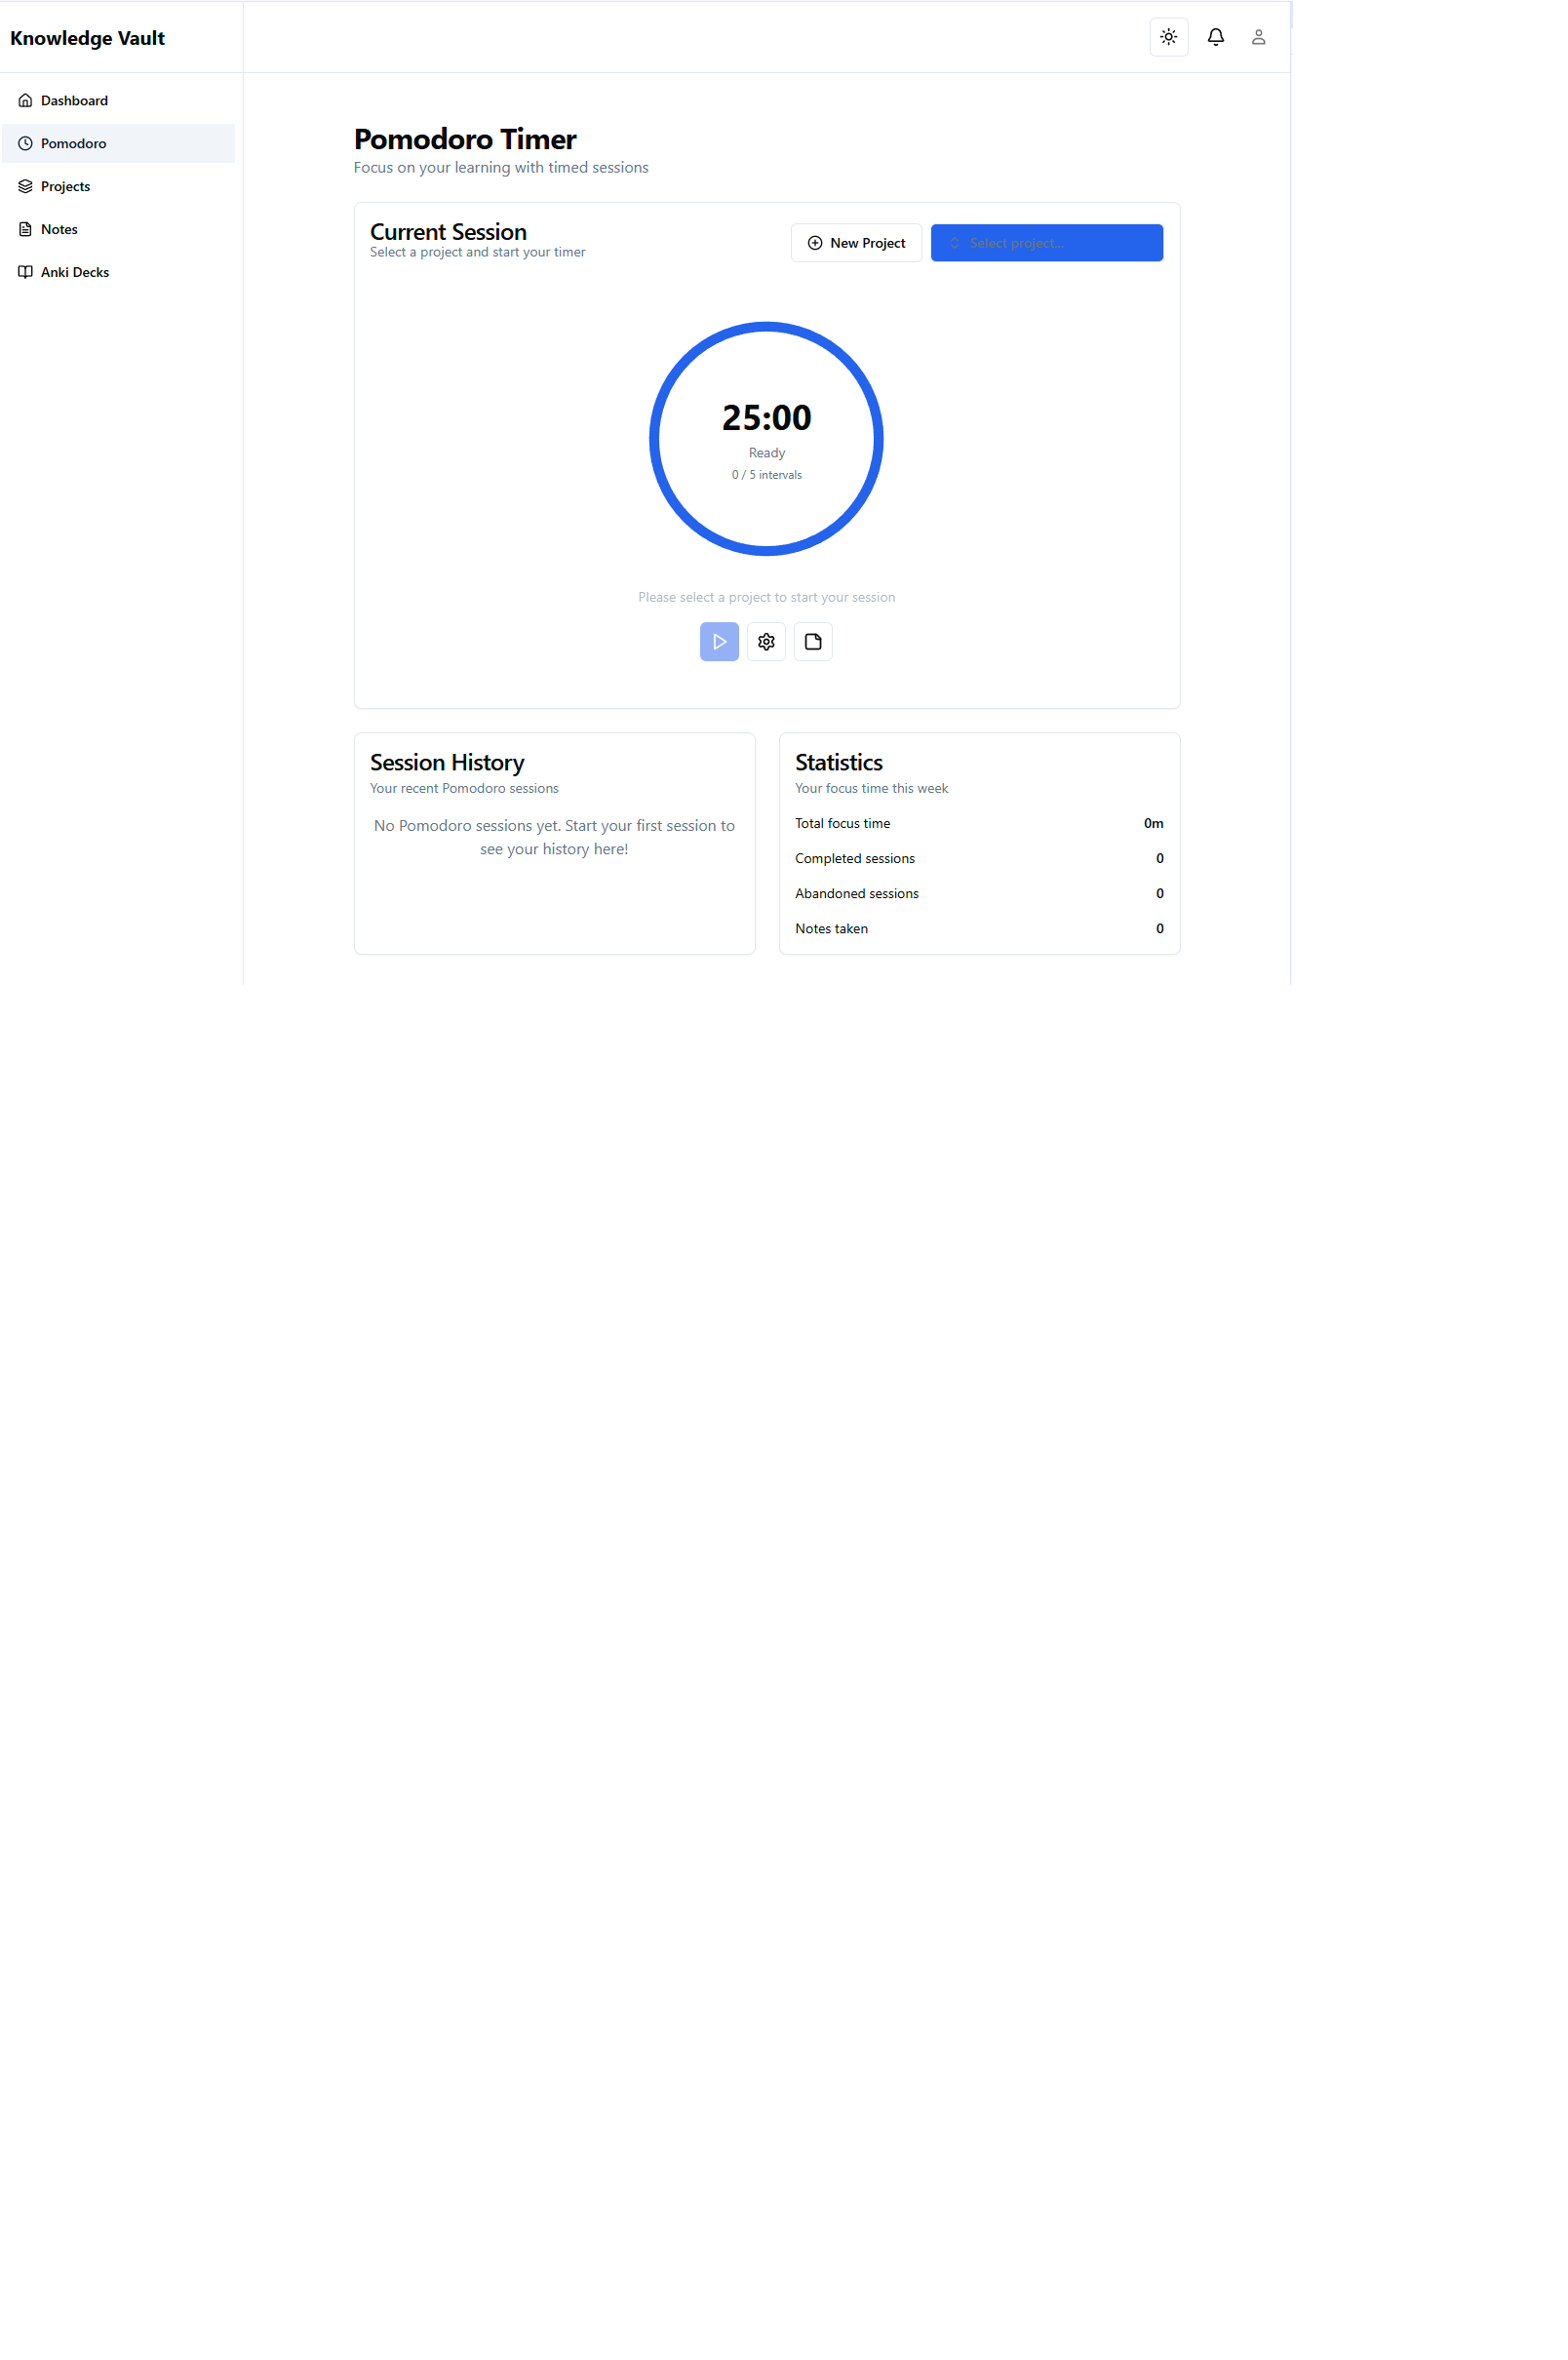 Knowledge Vault
Dashboard
Pomodoro
Projects
Notes
Anki Decks
Pomodoro Timer
Focus on your learning with timed sessions
Current Session
Select a project and start your timer
New Project
Select project...
25:00
Ready
0 / 5 intervals
Please select a project to start your session
Session History
Your recent Pomodoro sessions
No Pomodoro sessions yet. Start your first session to
see your history here!
Statistics
Your focus time this week
Total focus time 0m
Completed sessions 0
Abandoned sessions 0
Notes taken 0